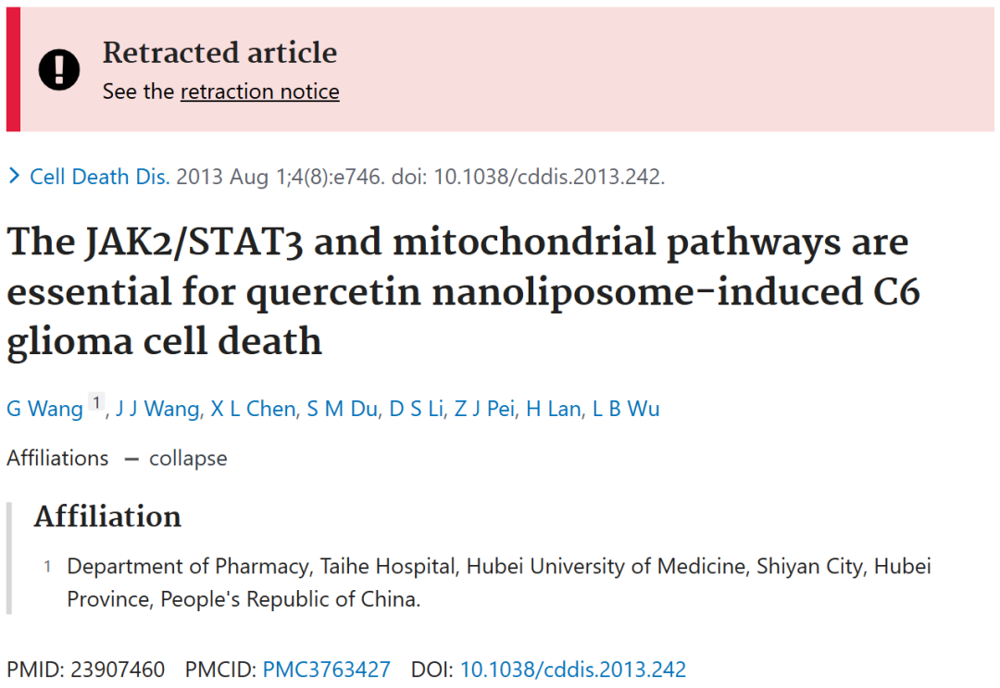 Retracted article
See the retraction notice
Cell Death Dis. 2013 Aug 1;4(8):e746. doi: 10.1038/cddis.2013.242.
The JAK2/STAT3 and mitochondrial pathways are
essential for quercetin nanoliposome-induced C6
glioma cell death
G Wang 1, J J Wang, X L Chen, S M Du, D S Li, Z J Pei, H Lan, L B Wu
Affiliations — collapse
Affiliation
1 Department of Pharmacy, Taihe Hospital, Hubei University of Medicine, Shiyan City, Hubei
Province, People's Republic of China.
PMID: 23907460 PMCID: PMC3763427 DOI: 10.1038/cddis.2013.242